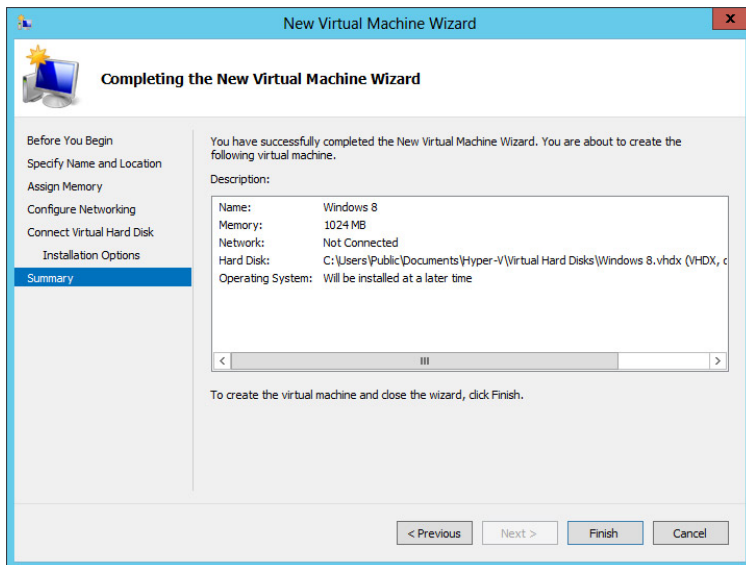 New Virtual Machine Wizard
x
Completing the New Virtual Machine Wizard
Before You Begin
Specify Name and Location
Assign Memory
Configure Networking
Connect Virtual Hard Disk
Installation Options
Summary
You have successfully completed the New Virtual Machine Wizard. You are about to create the
following virtual machine.
Description:
Name: Windows 8
Memory: 1024 MB
Network: Not Connected
Hard Disk: C:\Users\Public\Documents\Hyper-V\Virtual Hard Disks\Windows 8.vhdx (VHDX, d
Operating System: Will be installed at a later time
To create the virtual machine and close the wizard, click Finish.
< Previous Next > Finish Cancel